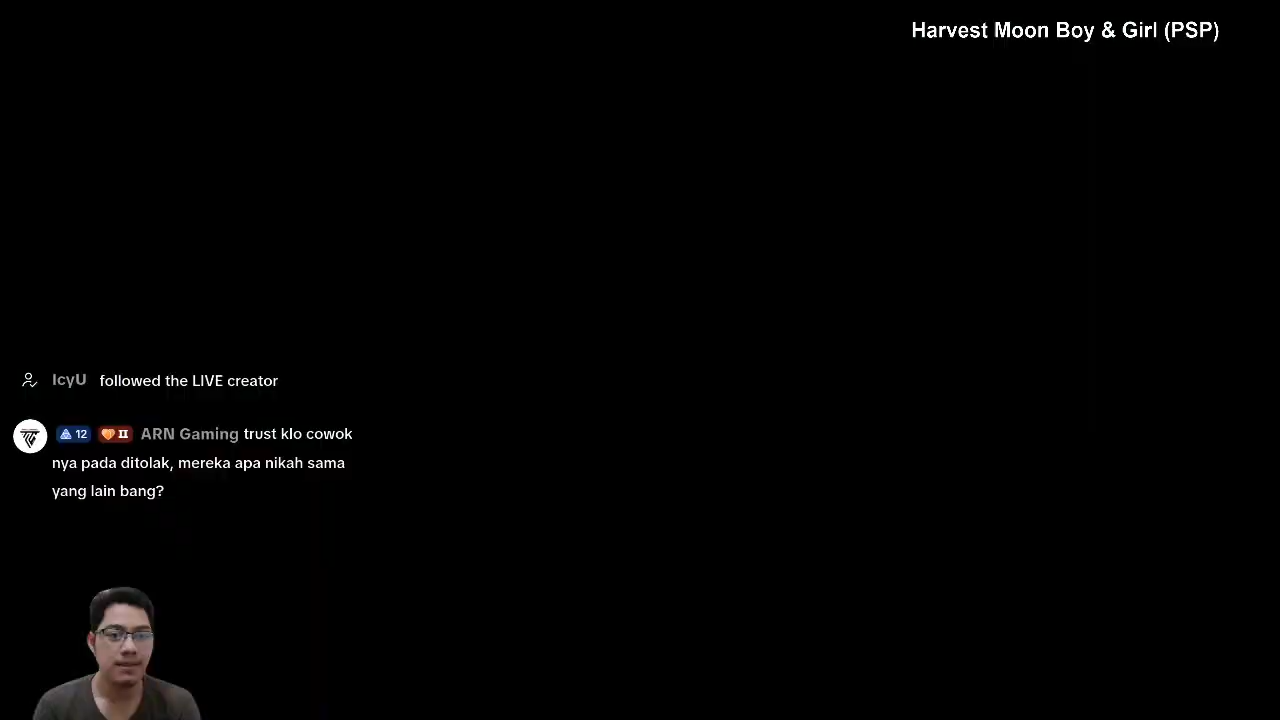 Harvest Moon Boy & Girl (PSP)
IcyU followed the LIVE creator
12 II ARN Gaming trust klo cowok
nya pada ditolak, mereka apa nikah sama
yang lain bang?